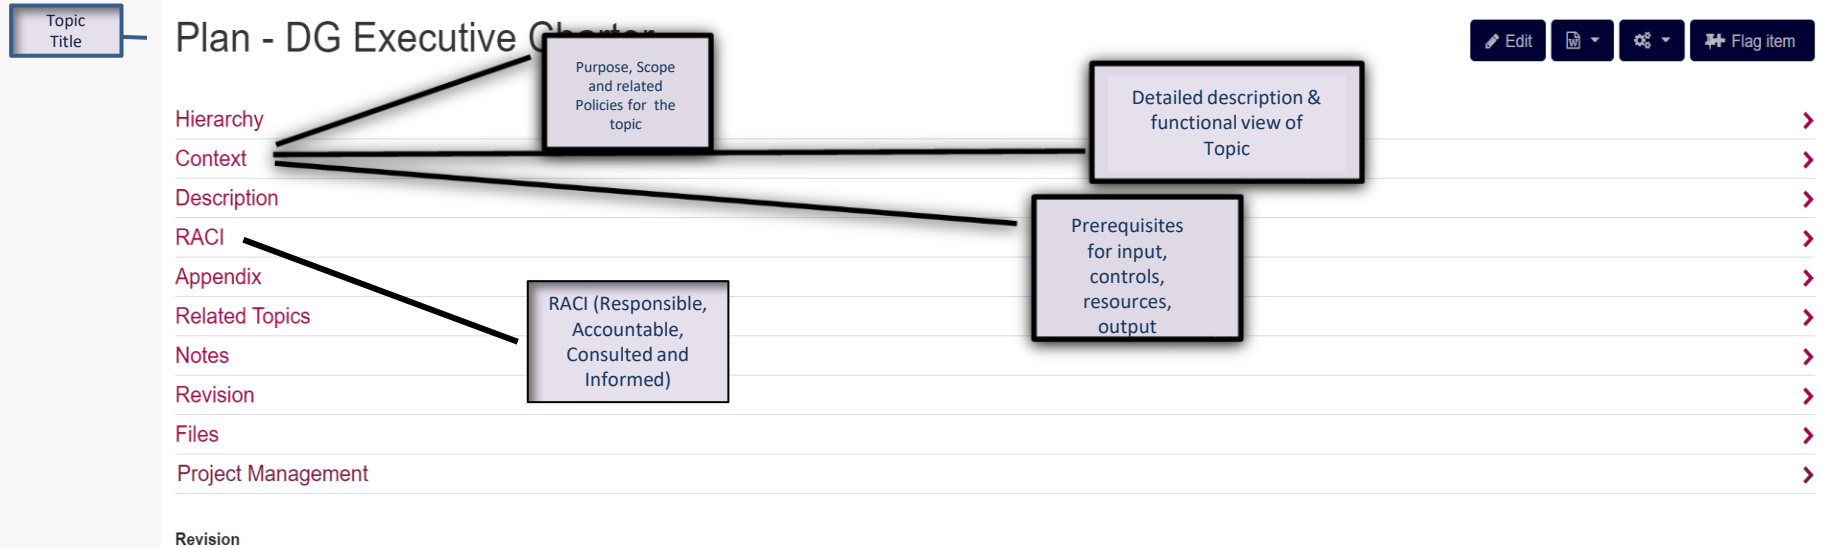 Topic
Title
Plan - DG Executive Charter
Edit
Flag item
Purpose, Scope
and related
Policies for the
topic
Detailed description &
functional view of
Topic
Hierarchy
Context
Description
RACI
Appendix
Related Topics
Notes
Revision
Files
Project Management
Prerequisites
for input,
controls,
resources,
output
RACI (Responsible,
Accountable,
Consulted and
Informed)
Revision